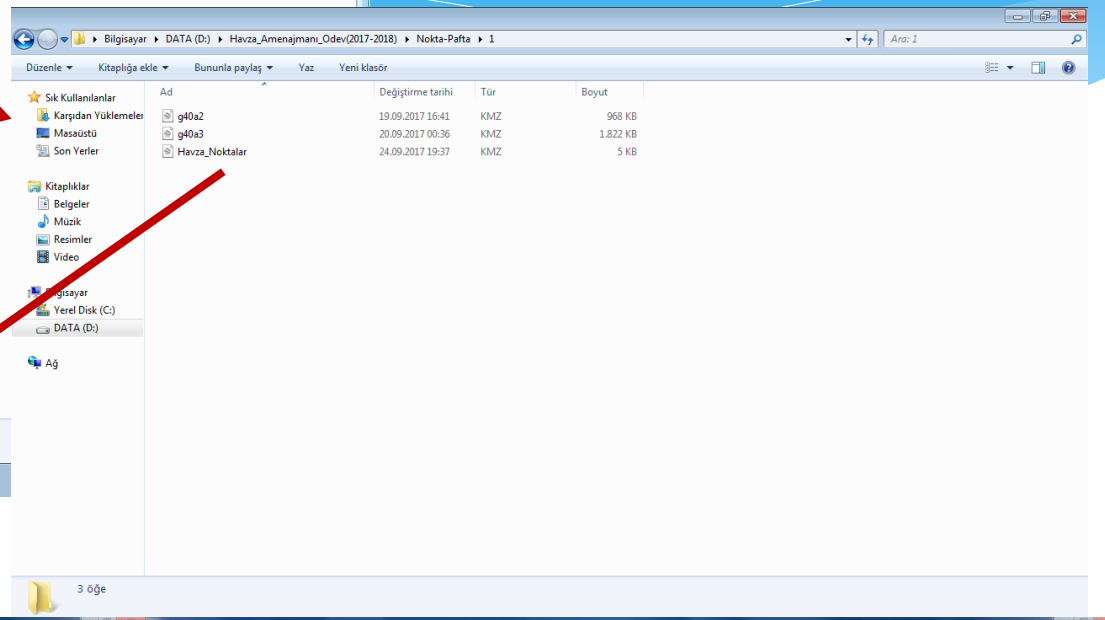 Bilgisayar ▸ DATA (D:) ▸ Havza_Amenajmanı_Odev(2017-2018) ▸ Nokta-Pafta ▸ 1
Ara: 1
Düzenle Kitaplığa ekle Bununla paylaş Yaz Yeni klasör
Sık Kullanılanlar
Karşıdan Yüklemeler
Masaüstü
Son Yerler
Kitaplıklar
Belgeler
Müzik
Resimler
Video
Bilgisayar
Yerel Disk (C:)
DATA (D:)
Ağ
Ad Değiştirme tarihi Tür Boyut
g40a2 19.09.2017 16:41 KMZ 968 KB
g40a3 20.09.2017 00:36 KMZ 1.822 KB
Havza_Noktalar 24.09.2017 19:37 KMZ 5 KB
3 öğe